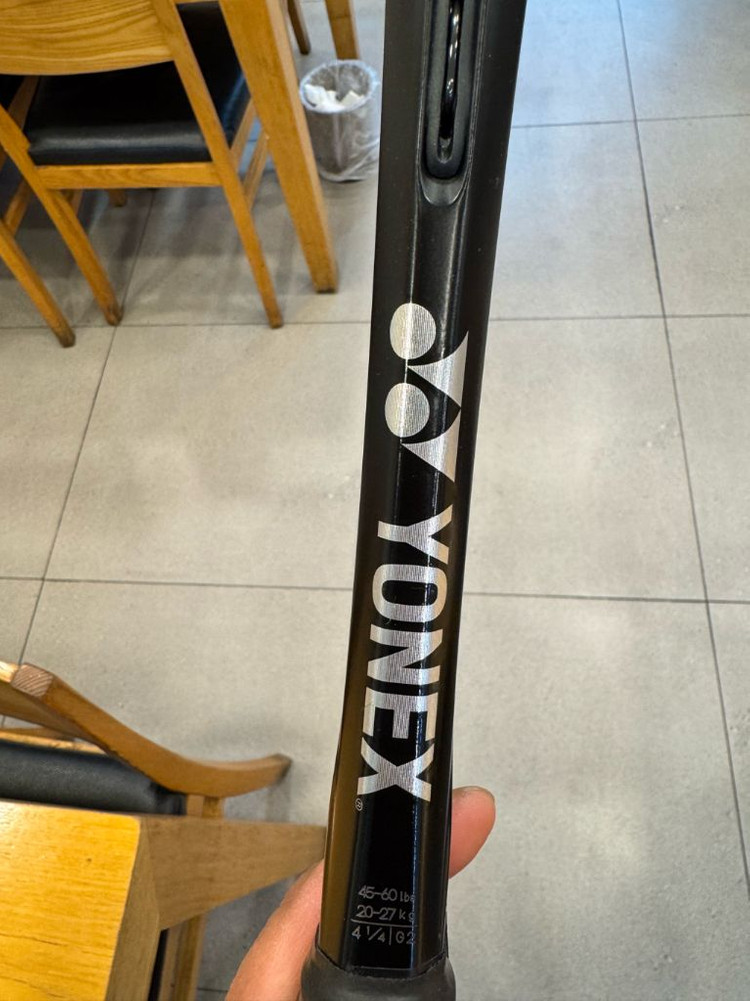 YONEX®
45-60 lbs
20-27 kg
4 1/4 | G2